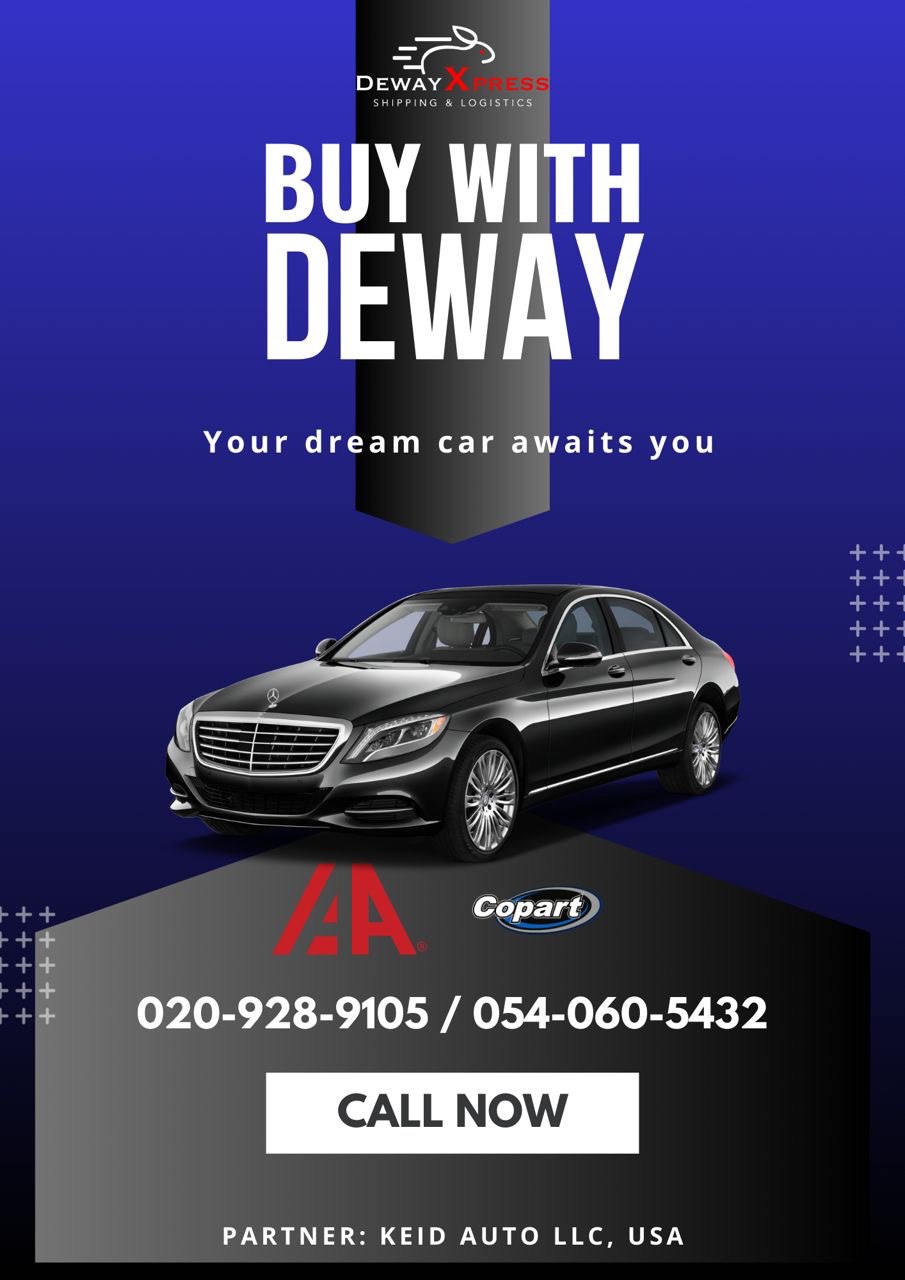 DEWAYXPRESS
SHIPPING & LOGISTICS
BUY WITH
DEWAY
Your dream car awaits you
IAA®
Copart
020-928-9105 / 054-060-5432
CALL NOW
PARTNER: KEID AUTO LLC, USA